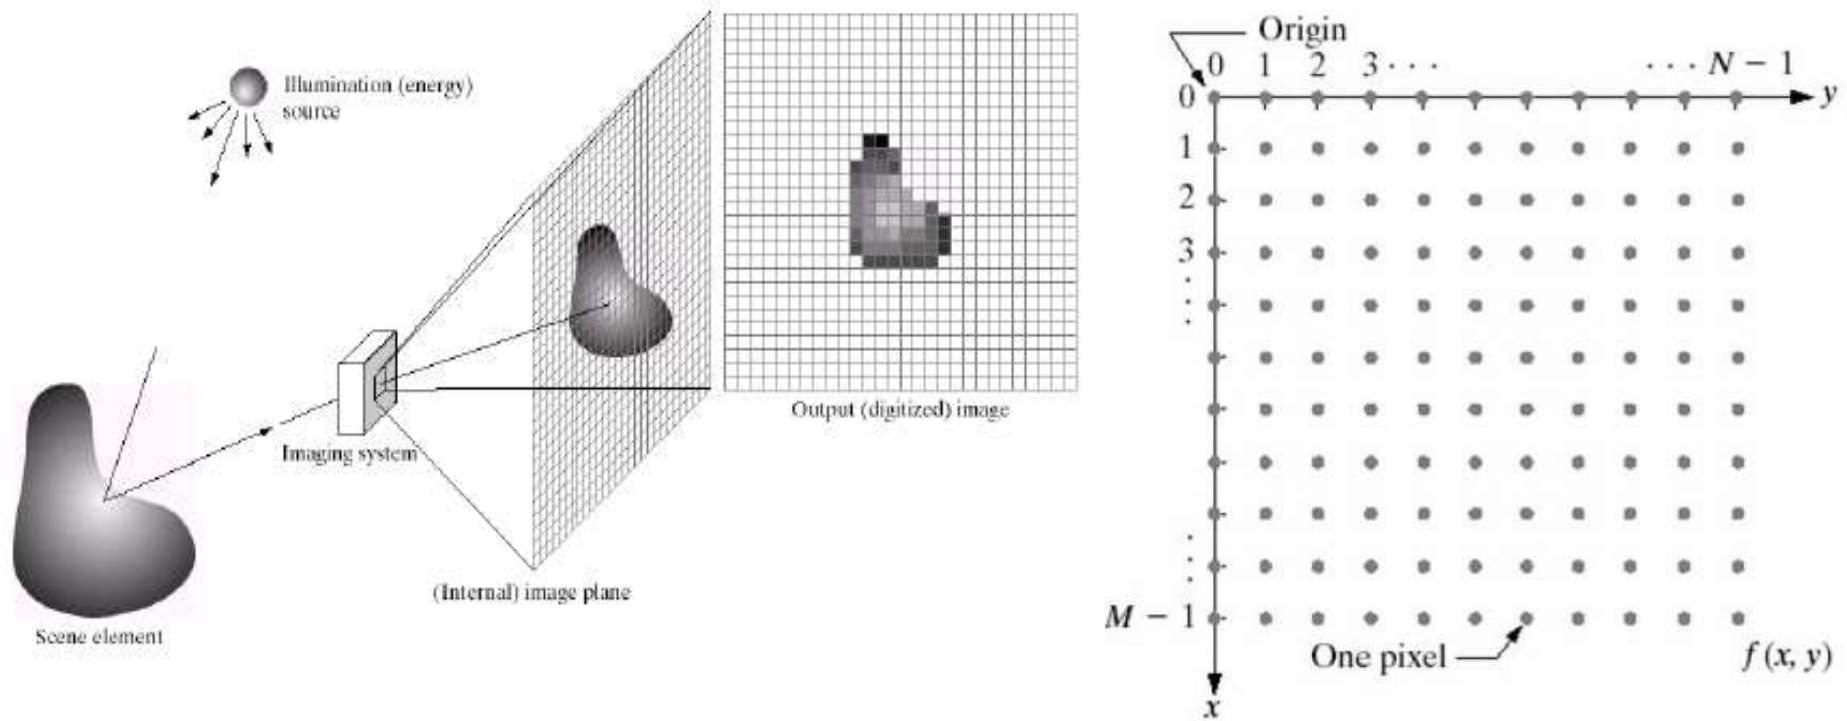 Illumination (energy)
source
Imaging system
(Internal) image plane
Scene element
Output (digitized) image
Origin
0 1 2 3 · · · · · · N − 1
0
y
1
2
3
·
·
·
·
·
·
M − 1
One pixel
f (x, y)
x